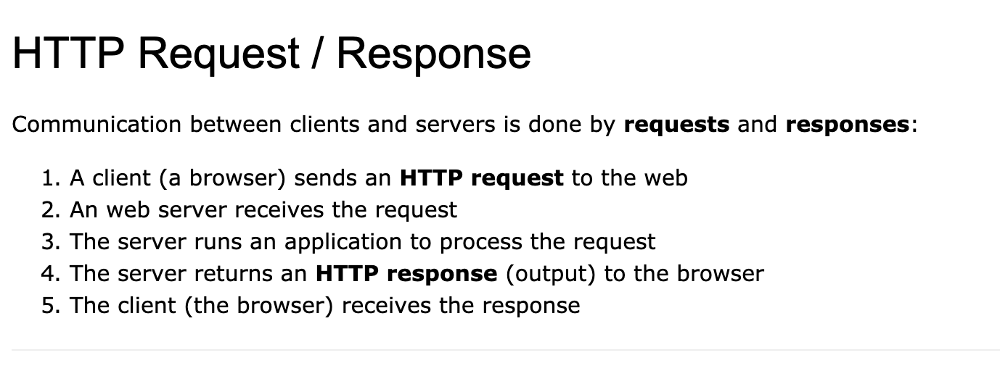 HTTP Request / Response
Communication between clients and servers is done by requests and responses:
1. A client (a browser) sends an HTTP request to the web
2. An web server receives the request
3. The server runs an application to process the request
4. The server returns an HTTP response (output) to the browser
5. The client (the browser) receives the response